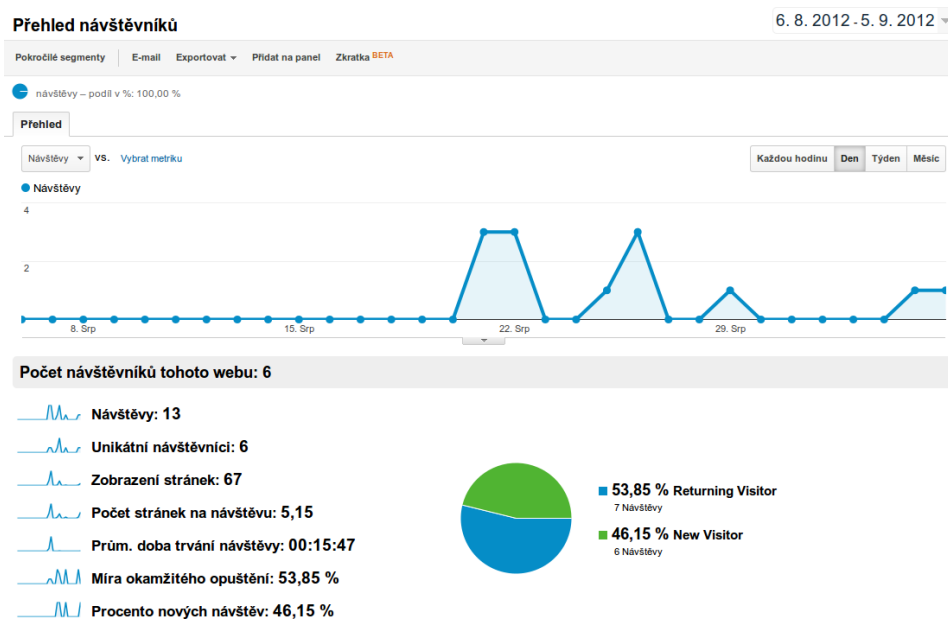 Přehled návštěvníků
6. 8. 2012 - 5. 9. 2012
Pokročilé segmenty E-mail Exportovat Přidat na panel Zkratka BETA
návštěvy – podíl v %: 100,00 %
Přehled
Návštěvy vs. Vybrat metriku Každou hodinu Den Týden Měsíc
Návštěvy
4
2
8. Srp 15. Srp 22. Srp 29. Srp
Počet návštěvníků tohoto webu: 6
Návštěvy: 13
Unikátní návštěvníci: 6
Zobrazení stránek: 67
Počet stránek na návštěvu: 5,15
Prům. doba trvání návštěvy: 00:15:47
Míra okamžitého opuštění: 53,85 %
Procento nových návštěv: 46,15 %
53,85 % Returning Visitor
7 Návštěvy
46,15 % New Visitor
6 Návštěvy